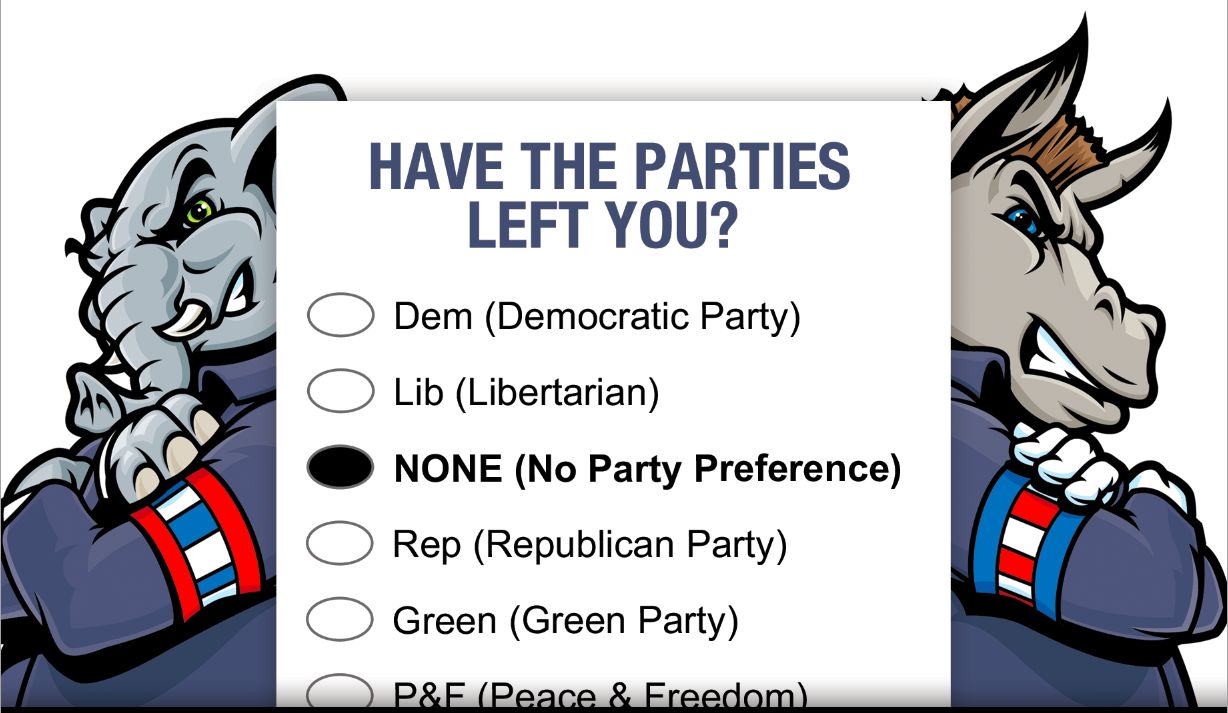 HAVE THE PARTIES
LEFT YOU?
Dem (Democratic Party)
Lib (Libertarian)
NONE (No Party Preference)
Rep (Republican Party)
Green (Green Party)
P&F (Peace & Freedom)